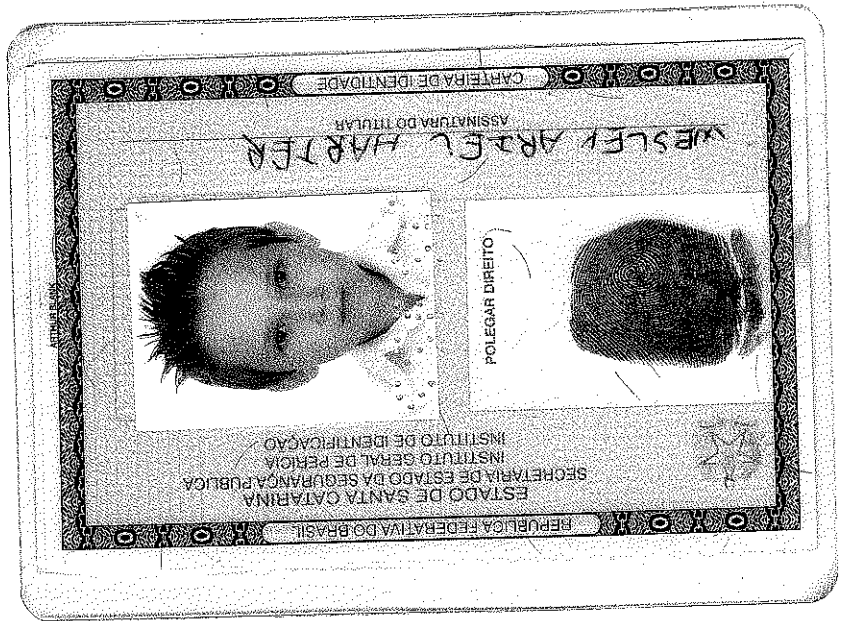 REPÚBLICA FEDERATIVA DO BRASIL
ESTADO DE SANTA CATARINA
SECRETARIA DE ESTADO DA SEGURANÇA PÚBLICA
INSTITUTO GERAL DE PERÍCIA
INSTITUTO DE IDENTIFICAÇÃO
POLEGAR DIREITO
WESLEY ARIEL HARTER
ASSINATURA DO TITULAR
CARTEIRA DE IDENTIDADE